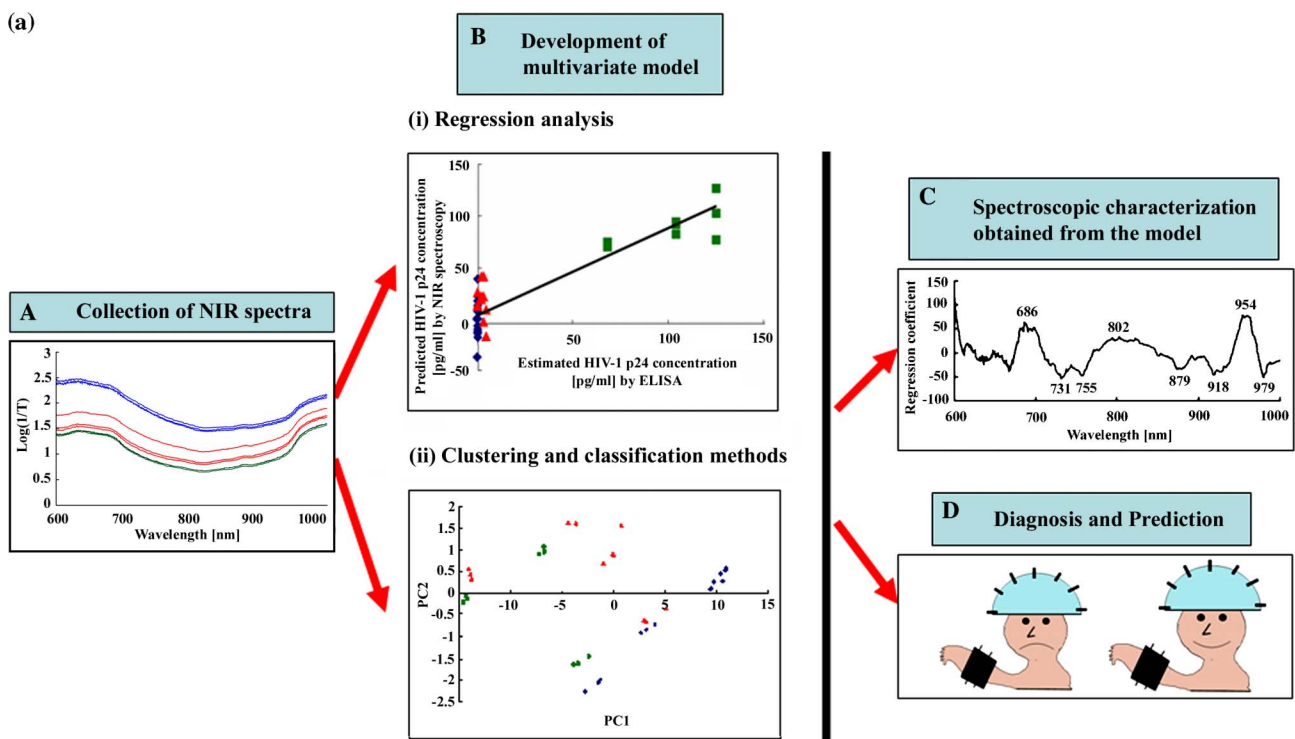 (a)
B Development of
multivariate model
(i) Regression analysis
Predicted HIV-1 p24 concentration
[pg/ml] by NIR spectroscopy
150
100
50
0
-50
50
100
150
Estimated HIV-1 p24 concentration
[pg/ml] by ELISA
A Collection of NIR spectra
Log(1/T)
3
2.5
2
1.5
1
0.5
0
600 700 800 900 1000
Wavelength [nm]
(ii) Clustering and classification methods
PC2
2
1.5
1
0.5
0
-0.5
-1
-1.5
-2
-2.5
-10 -5 0 5 10 15
PC1
C Spectroscopic characterization
obtained from the model
Regression coefficient
150
100
50
0
-50
-100
686
731
755
802
879
918
954
979
600 700 800 900 1000
Wavelength [nm]
D Diagnosis and Prediction